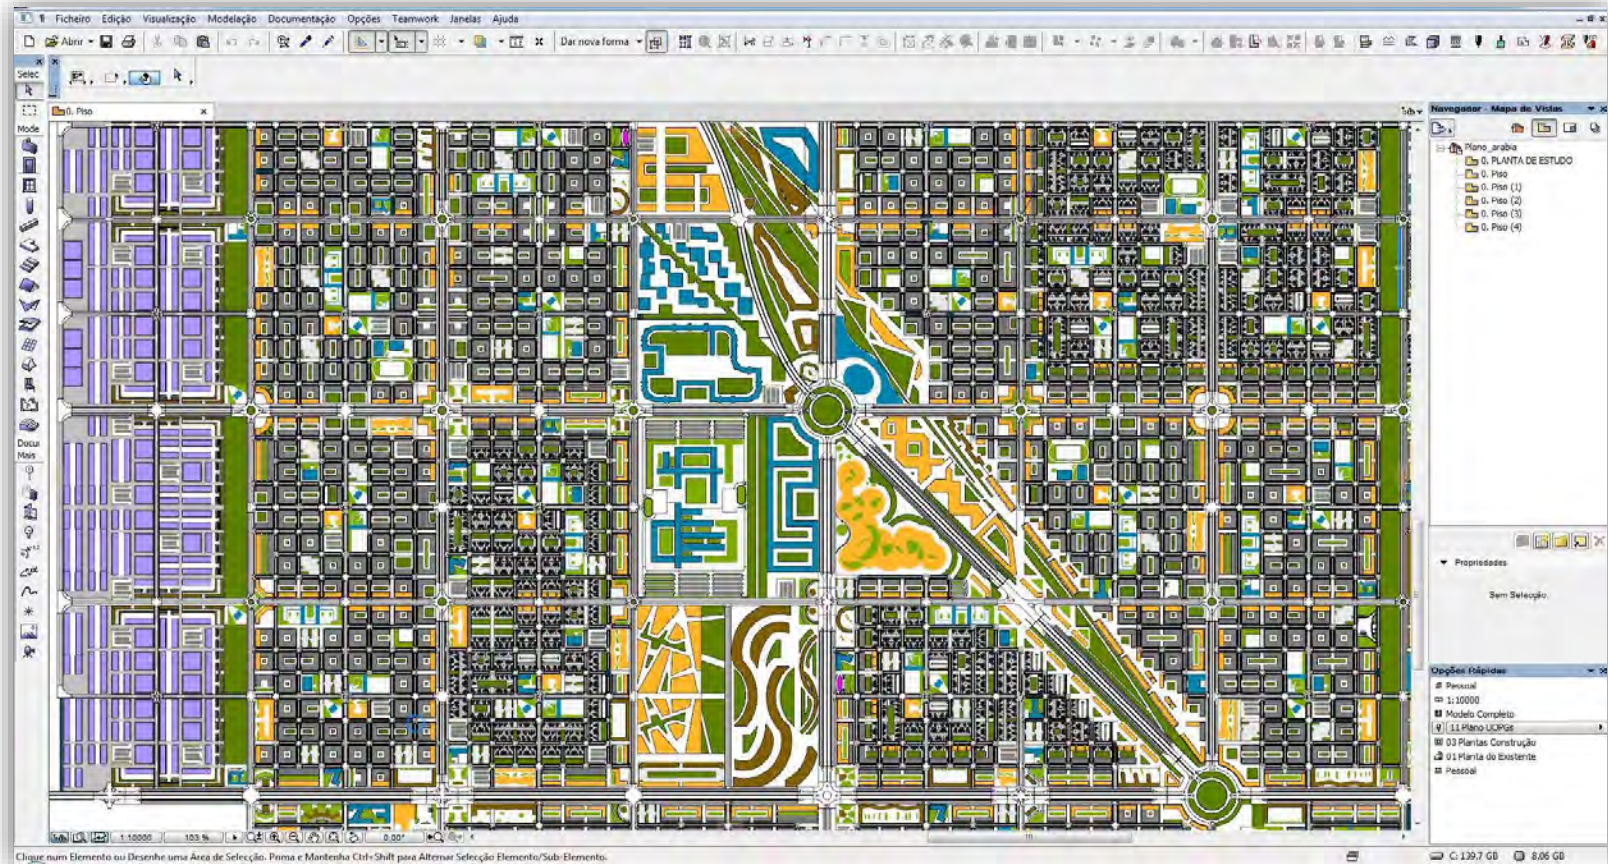 Ficheiro Edição Visualização Modelação Documentação Opções Teamwork Janelas Ajuda
Abrir Dar nova forma
Selec
0. Piso
Mode
Docu
Mais
Navegador - Mapa de Vistas
Plano_arabia
0. PLANTA DE ESTUDO
0. Piso
0. Piso (1)
0. Piso (2)
0. Piso (3)
0. Piso (4)
Propriedades
Sem Selecção.
Opções Rápidas
Pessoal
1:10000
Modelo Completo
11 Plano UOPGs
03 Plantas Construção
01 Planta do Existente
Pessoal
1:10000 103 % 0.00°
Clique num Elemento ou Desenhe uma Área de Selecção. Prima e Mantenha Ctrl+Shift para Alternar Selecção Elemento/Sub-Elemento.
C: 139.7 GB 8.06 GB